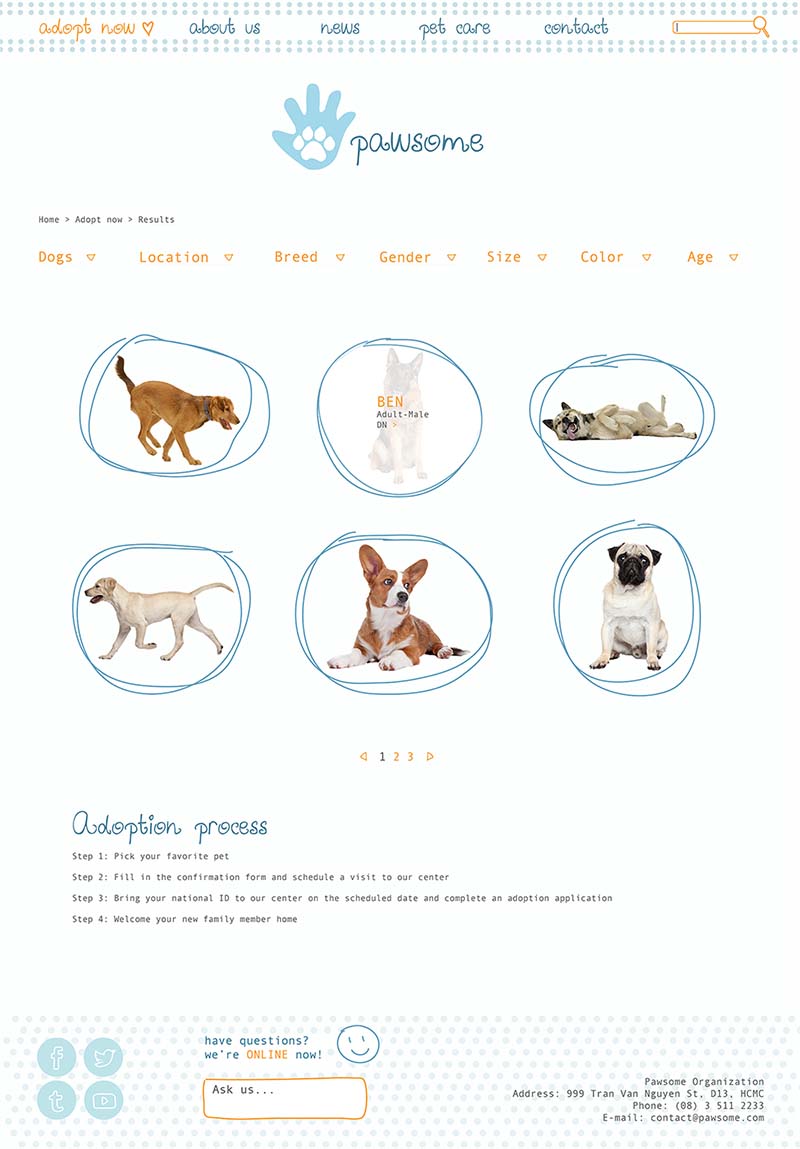 adopt now about us news pet care contact
pawsome
Home > Adopt now > Results
Dogs Location Breed Gender Size Color Age
BEN
Adult-Male
DN >
1 2 3
Adoption process
Step 1: Pick your favorite pet
Step 2: Fill in the confirmation form and schedule a visit to our center
Step 3: Bring your national ID to our center on the scheduled date and complete an adoption application
Step 4: Welcome your new family member home
f
t
have questions?
we're ONLINE now!
Ask us...
Pawsome Organization
Address: 999 Tran Van Nguyen St, D13, HCMC
Phone: (08) 3 511 2233
E-mail: contact@pawsome.com